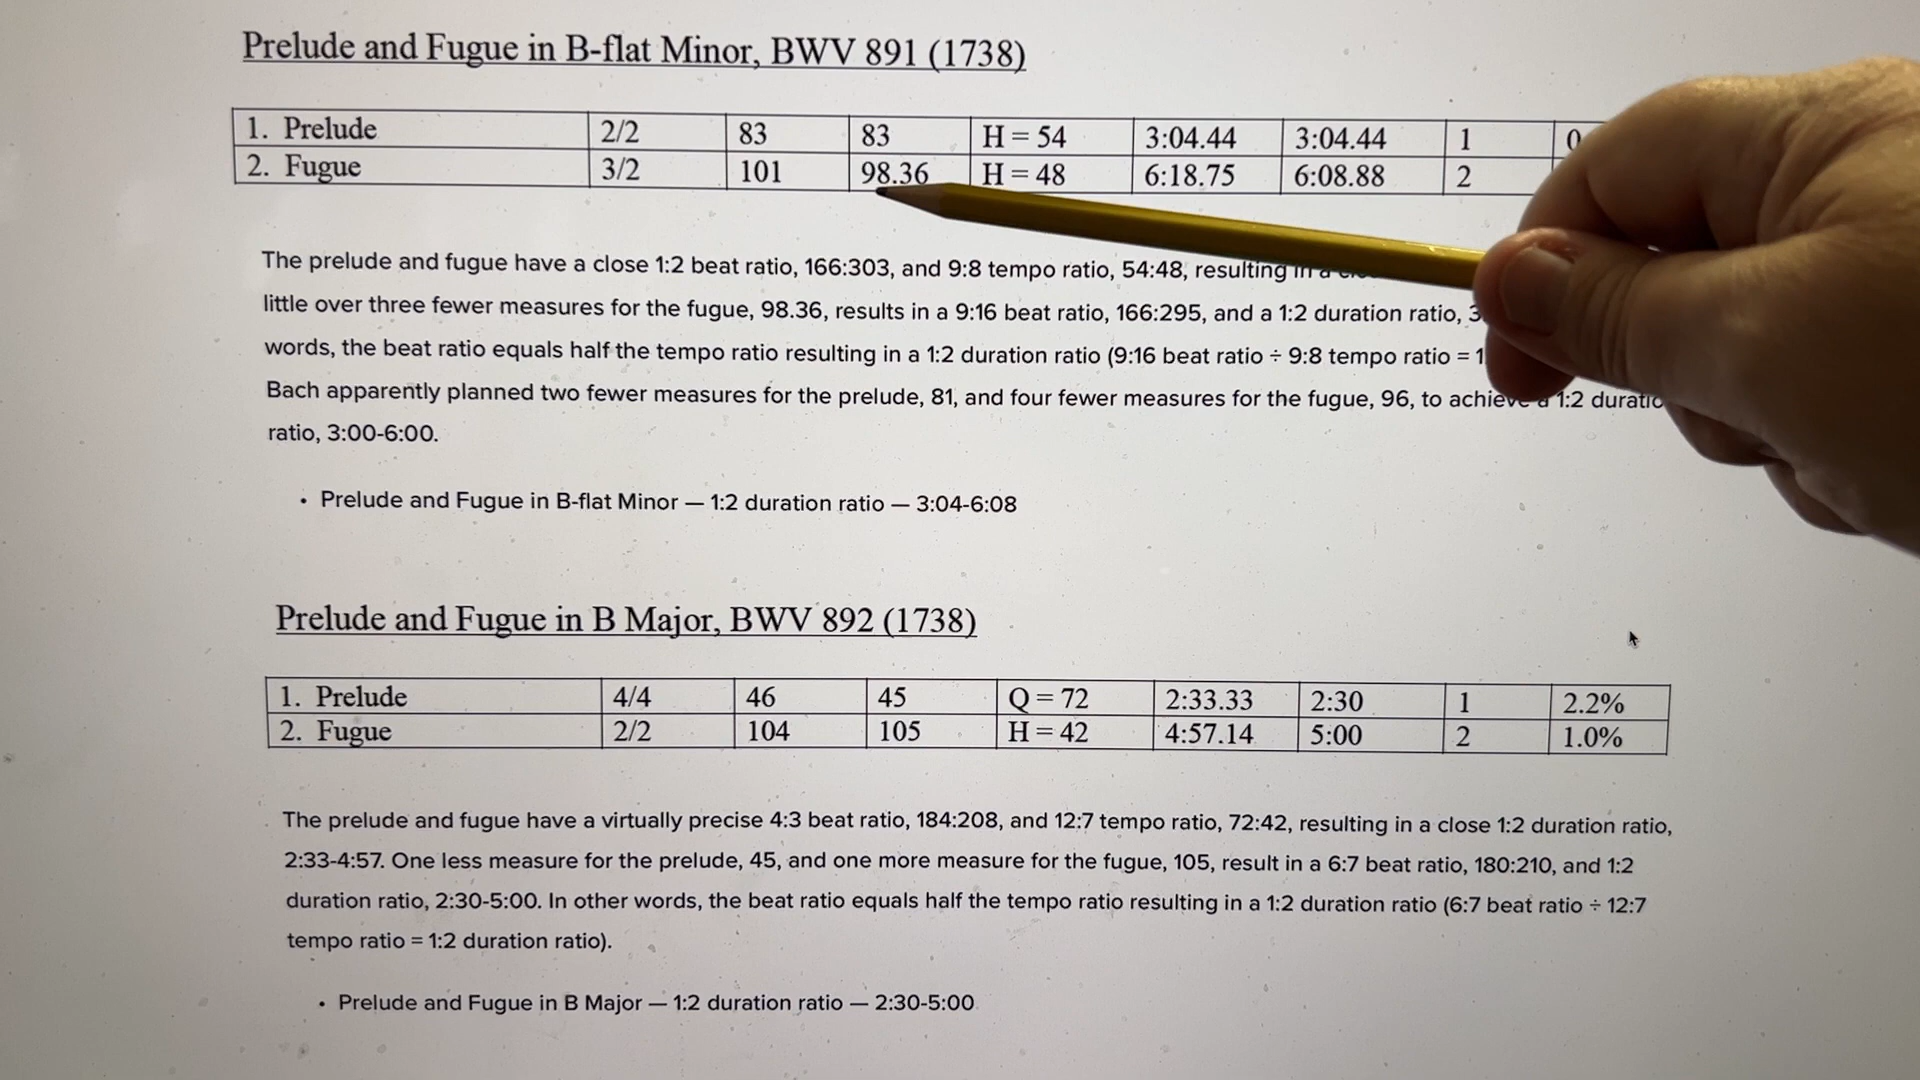 Prelude and Fugue in B-flat Minor, BWV 891 (1738)
1. Prelude 2/2 83 83 H = 54 3:04.44 3:04.44 1 0
2. Fugue 3/2 101 98.36 H = 48 6:18.75 6:08.88 2
The prelude and fugue have a close 1:2 beat ratio, 166:303, and 9:8 tempo ratio, 54:48, resulting in a
little over three fewer measures for the fugue, 98.36, results in a 9:16 beat ratio, 166:295, and a 1:2 duration ratio,
words, the beat ratio equals half the tempo ratio resulting in a 1:2 duration ratio (9:16 beat ratio ÷ 9:8 tempo ratio =
Bach apparently planned two fewer measures for the prelude, 81, and four fewer measures for the fugue, 96, to achieve a 1:2 duratio
ratio, 3:00-6:00.
• Prelude and Fugue in B-flat Minor — 1:2 duration ratio — 3:04-6:08
Prelude and Fugue in B Major, BWV 892 (1738)
1. Prelude 4/4 46 45 Q = 72 2:33.33 2:30 1 2.2%
2. Fugue 2/2 104 105 H = 42 4:57.14 5:00 2 1.0%
The prelude and fugue have a virtually precise 4:3 beat ratio, 184:208, and 12:7 tempo ratio, 72:42, resulting in a close 1:2 duration ratio,
2:33-4:57. One less measure for the prelude, 45, and one more measure for the fugue, 105, result in a 6:7 beat ratio, 180:210, and 1:2
duration ratio, 2:30-5:00. In other words, the beat ratio equals half the tempo ratio resulting in a 1:2 duration ratio (6:7 beat ratio ÷ 12:7
tempo ratio = 1:2 duration ratio).
• Prelude and Fugue in B Major — 1:2 duration ratio — 2:30-5:00